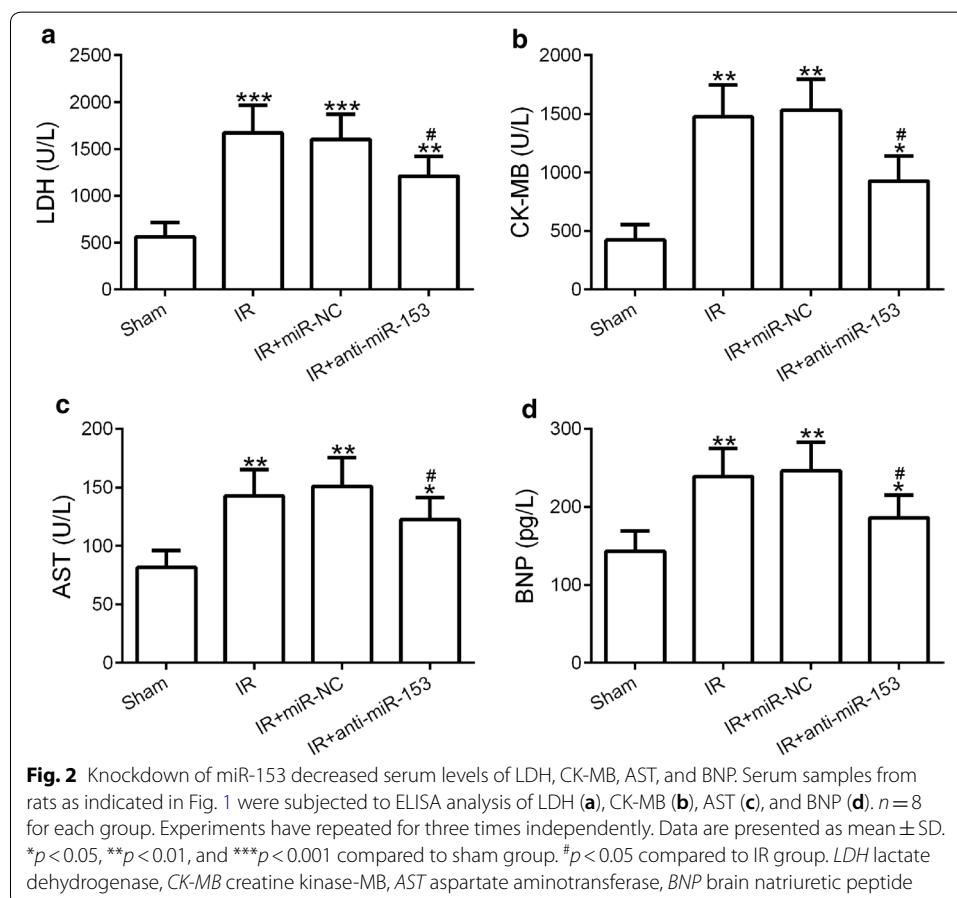 a
2500
2000
1500
1000
500
0
LDH (U/L)
***
***
#
**
Sham
IR
IR+miR-NC
IR+anti-miR-153
b
2000
1500
1000
500
0
CK-MB (U/L)
**
**
#
*
Sham
IR
IR+miR-NC
IR+anti-miR-153
c
200
150
100
50
0
AST (U/L)
**
**
#
*
Sham
IR
IR+miR-NC
IR+anti-miR-153
d
300
200
100
0
BNP (pg/L)
**
**
#
*
Sham
IR
IR+miR-NC
IR+anti-miR-153
Fig. 2 Knockdown of miR-153 decreased serum levels of LDH, CK-MB, AST, and BNP. Serum samples from
rats as indicated in Fig. 1 were subjected to ELISA analysis of LDH (a), CK-MB (b), AST (c), and BNP (d). n = 8
for each group. Experiments have repeated for three times independently. Data are presented as mean ± SD.
*p < 0.05, **p < 0.01, and ***p < 0.001 compared to sham group. #p < 0.05 compared to IR group. LDH lactate
dehydrogenase, CK-MB creatine kinase-MB, AST aspartate aminotransferase, BNP brain natriuretic peptide